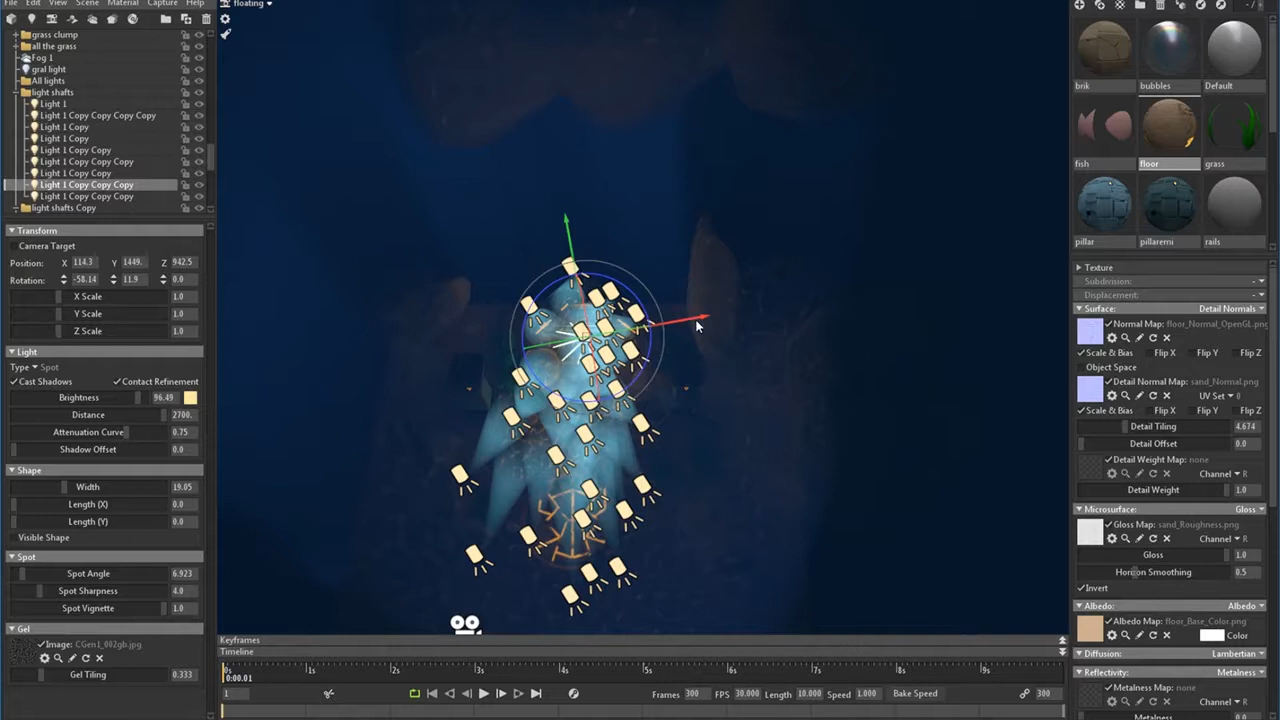 File Edit View Scene Material Capture Help
floating
grass clump
all the grass
Fog 1
gral light
All lights
light shafts
Light 1
Light 1 Copy Copy Copy Copy
Light 1 Copy
Light 1 Copy
Light 1 Copy Copy
Light 1 Copy Copy Copy
Light 1 Copy Copy
Light 1 Copy Copy Copy
Light 1 Copy Copy Copy
light shafts Copy
Transform
Camera Target
Position: X 114.3 Y 1449. Z 942.5
Rotation: -58.14 11.9 0.0
X Scale 1.0
Y Scale 1.0
Z Scale 1.0
Light
Type Spot
Cast Shadows Contact Refinement
Brightness 96.49
Distance 2700.
Attenuation Curve 0.75
Shadow Offset 0.0
Shape
Width 19.05
Length (X) 0.0
Length (Y) 0.0
Visible Shape
Spot
Spot Angle 6.923
Spot Sharpness 4.0
Spot Vignette 1.0
Gel
Image: CGen1_002gb.jpg
Gel Tiling 0.333
Keyframes
Timeline
0s 1s 2s 3s 4s 5s 6s 7s 8s 9s
0:00.01
1 Frames 300 FPS 30.000 Length 10.000 Speed 1.000 Bake Speed 300
brik bubbles Default
fish floor grass
pillar pillaremi rails
Texture
Subdivision: -
Displacement: -
Surface: Detail Normals
Normal Map: floor_Normal_OpenGL.png
Scale & Bias Flip X Flip Y Flip Z
Object Space
Detail Normal Map: sand_Normal.png
UV Set 0
Scale & Bias Flip X Flip Y Flip Z
Detail Tiling 4.674
Detail Offset 0.0
Detail Weight Map: none
Channel R
Detail Weight 1.0
Microsurface: Gloss
Gloss Map: sand_Roughness.png
Channel R
Gloss 1.0
Horizon Smoothing 0.5
Invert
Albedo: Albedo
Albedo Map: floor_Base_Color.png
Color
Diffusion: Lambertian
Reflectivity: Metalness
Metalness Map: none
Channel R
Metalness 0.0